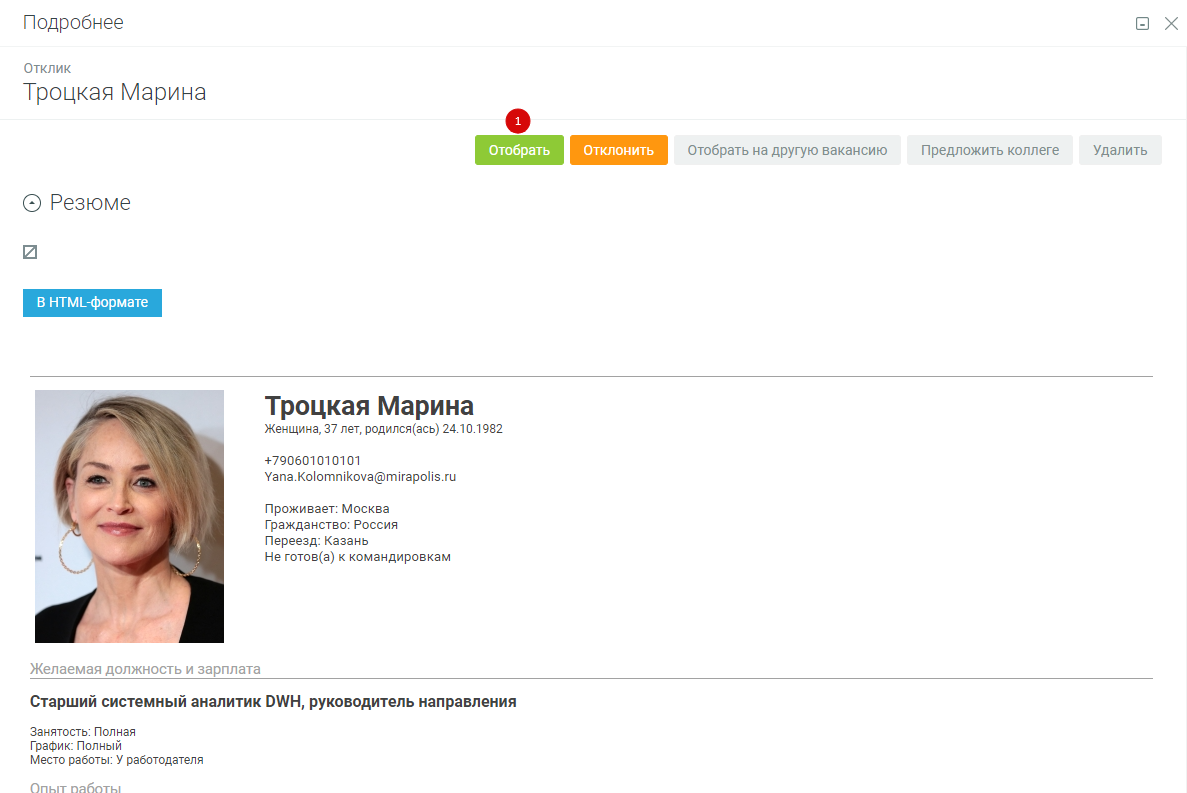 Подробнее
Отклик
Троцкая Марина
1
Отобрать Отклонить Отобрать на другую вакансию Предложить коллеге Удалить
Резюме
В HTML-формате
Троцкая Марина
Женщина, 37 лет, родился(ась) 24.10.1982
+790601010101
Yana.Kolomnikova@mirapolis.ru
Проживает: Москва
Гражданство: Россия
Переезд: Казань
Не готов(а) к командировкам
Желаемая должность и зарплата
Старший системный аналитик DWH, руководитель направления
Занятость: Полная
График: Полный
Место работы: У работодателя
Опыт работы